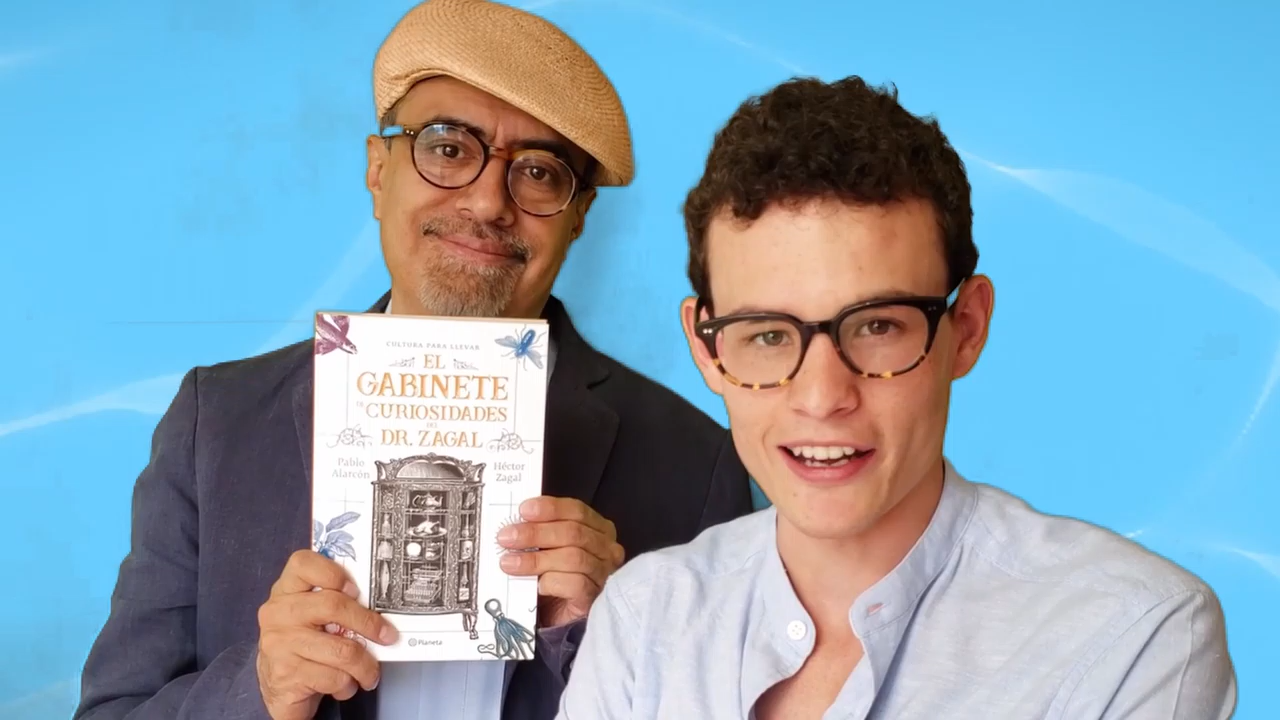 CULTURA PARA LLEVAR
EL
GABINETE
DE CURIOSIDADES
DEL
DR. ZAGAL
Pablo Alarcón
Héctor Zagal
Planeta